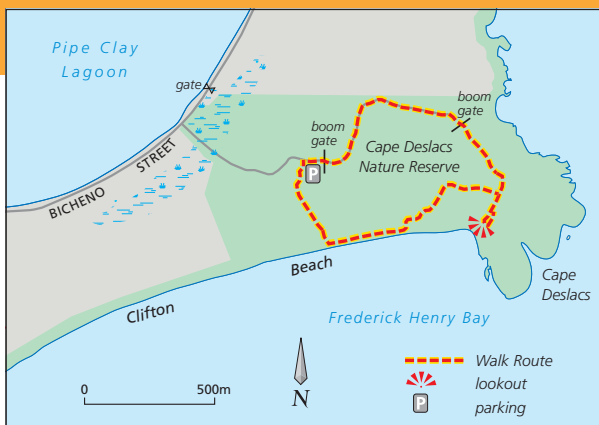 Pipe Clay
Lagoon
gate
boom
gate
boom
gate
Cape Deslacs
Nature Reserve
P
BICHENO STREET
Beach
Clifton
Cape
Deslacs
Frederick Henry Bay
0 500m
N
Walk Route
lookout
P parking